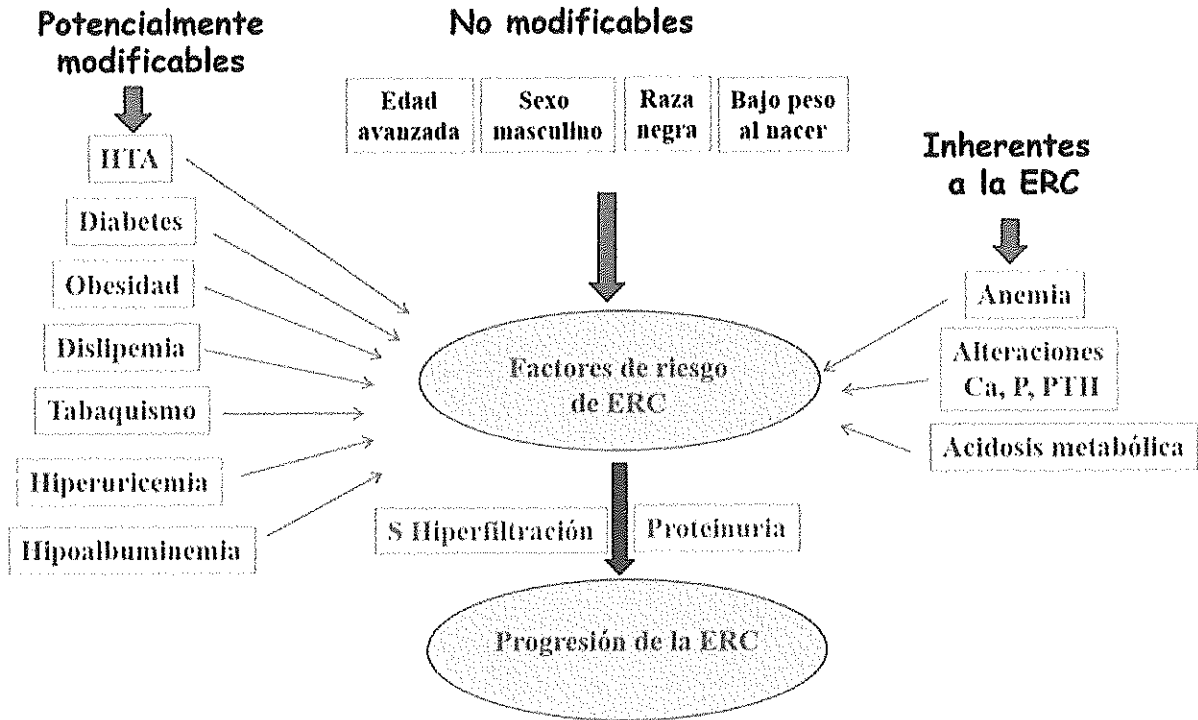 Potencialmente
modificables
HTA
Diabetes
Obesidad
Dislipemia
Tabaquismo
Hiperuricemia
Hipoalbuminemia
No modificables
Edad
avanzada
Sexo
masculino
Raza
negra
Bajo peso
al nacer
Inherentes
a la ERC
Anemia
Alteraciones
Ca, P, PTH
Acidosis metabólica
Factores de riesgo
de ERC
S Hiperfiltración
Proteinuria
Progresión de la ERC